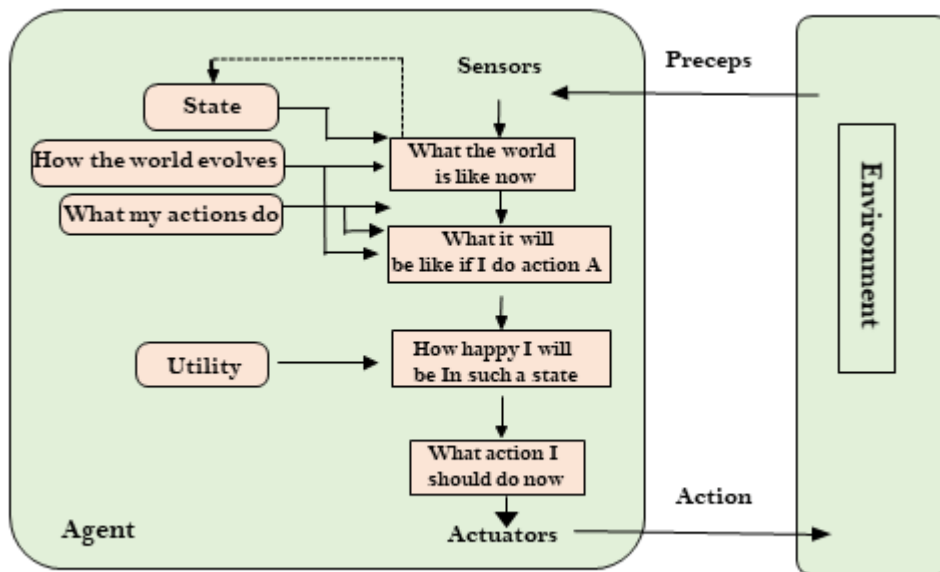 Sensors
Preceps
State
How the world evolves
What the world
is like now
What my actions do
What it will
be like if I do action A
Environment
Utility
How happy I will
be In such a state
What action I
should do now
Action
Agent
Actuators